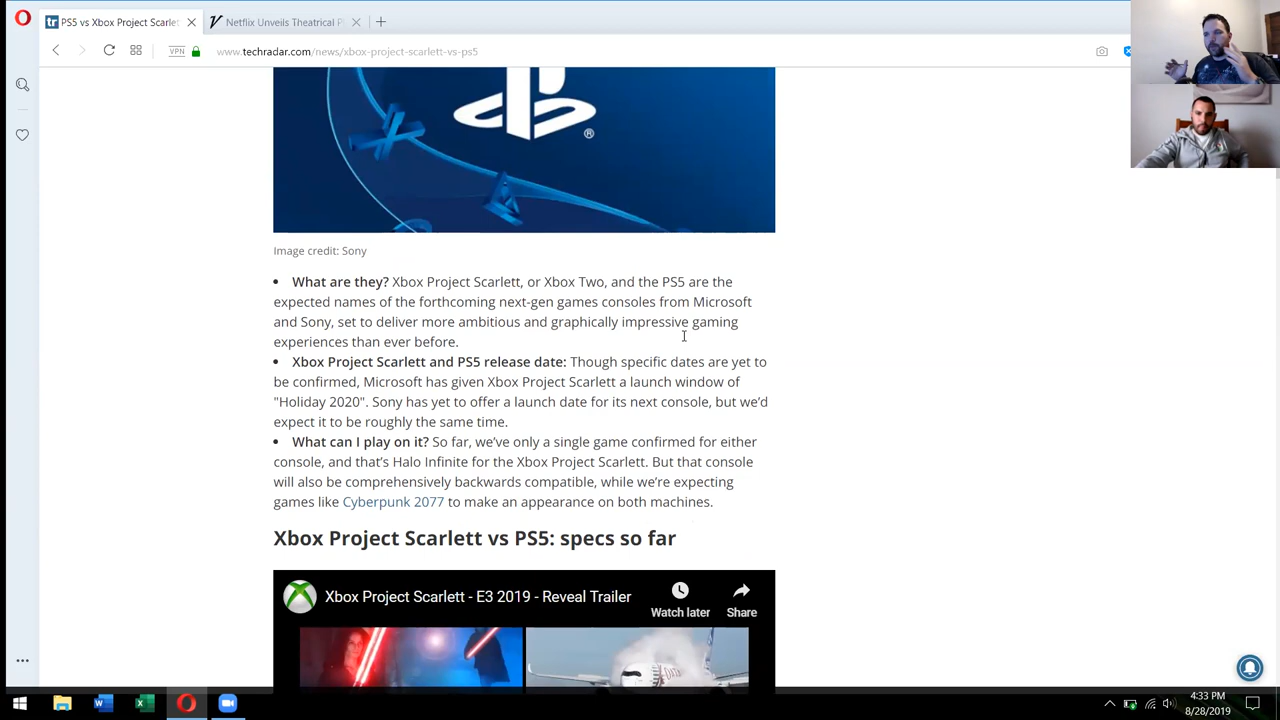 PS5 vs Xbox Project Scarlet
Netflix Unveils Theatrical P
VPN
www.techradar.com/news/xbox-project-scarlett-vs-ps5
®
Image credit: Sony
• What are they? Xbox Project Scarlett, or Xbox Two, and the PS5 are the
expected names of the forthcoming next-gen games consoles from Microsoft
and Sony, set to deliver more ambitious and graphically impressive gaming
experiences than ever before.
• Xbox Project Scarlett and PS5 release date: Though specific dates are yet to
be confirmed, Microsoft has given Xbox Project Scarlett a launch window of
"Holiday 2020". Sony has yet to offer a launch date for its next console, but we'd
expect it to be roughly the same time.
• What can I play on it? So far, we've only a single game confirmed for either
console, and that's Halo Infinite for the Xbox Project Scarlett. But that console
will also be comprehensively backwards compatible, while we're expecting
games like Cyberpunk 2077 to make an appearance on both machines.
Xbox Project Scarlett vs PS5: specs so far
Xbox Project Scarlett - E3 2019 - Reveal Trailer
Watch later
Share
4:33 PM
8/28/2019